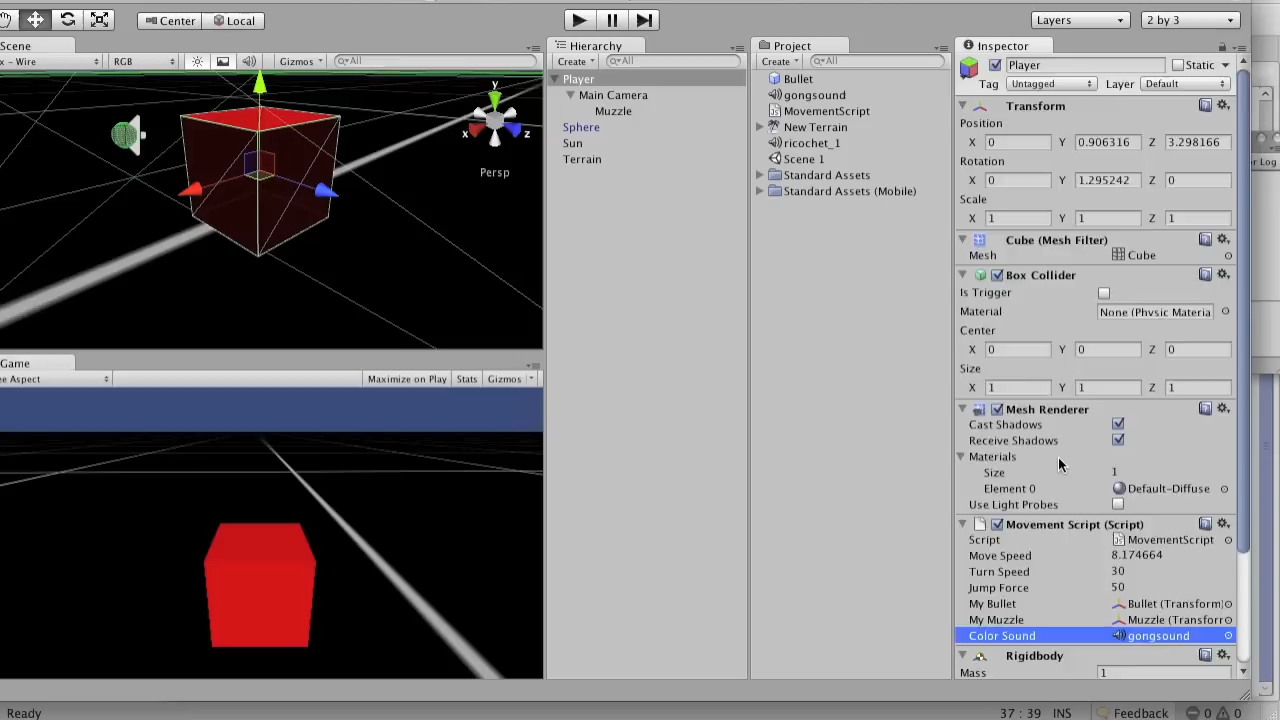 Center
Local
Layers
2 by 3
Scene
x - Wire
RGB
Gizmos
All
y
x
z
Persp
Game
ee Aspect
Maximize on Play
Stats
Gizmos
Hierarchy
Create
All
Player
Main Camera
Muzzle
Sphere
Sun
Terrain
Project
Create
All
Bullet
gongsound
MovementScript
New Terrain
ricochet_1
Scene 1
Standard Assets
Standard Assets (Mobile)
Inspector
Player
Static
Tag Untagged Layer Default
Transform
Position
X 0 Y 0.906316 Z 3.298166
Rotation
X 0 Y 1.295242 Z 0
Scale
X 1 Y 1 Z 1
Cube (Mesh Filter)
Mesh Cube
Box Collider
Is Trigger
Material None (Physic Materia
Center
X 0 Y 0 Z 0
Size
X 1 Y 1 Z 1
Mesh Renderer
Cast Shadows
Receive Shadows
Materials
Size 1
Element 0 Default-Diffuse
Use Light Probes
Movement Script (Script)
Script MovementScript
Move Speed 8.174664
Turn Speed 30
Jump Force 50
My Bullet Bullet (Transform)
My Muzzle Muzzle (Transforr
Color Sound gongsound
Rigidbody
Mass 1
er Log
Ready
37 : 39 INS
Feedback
0
0